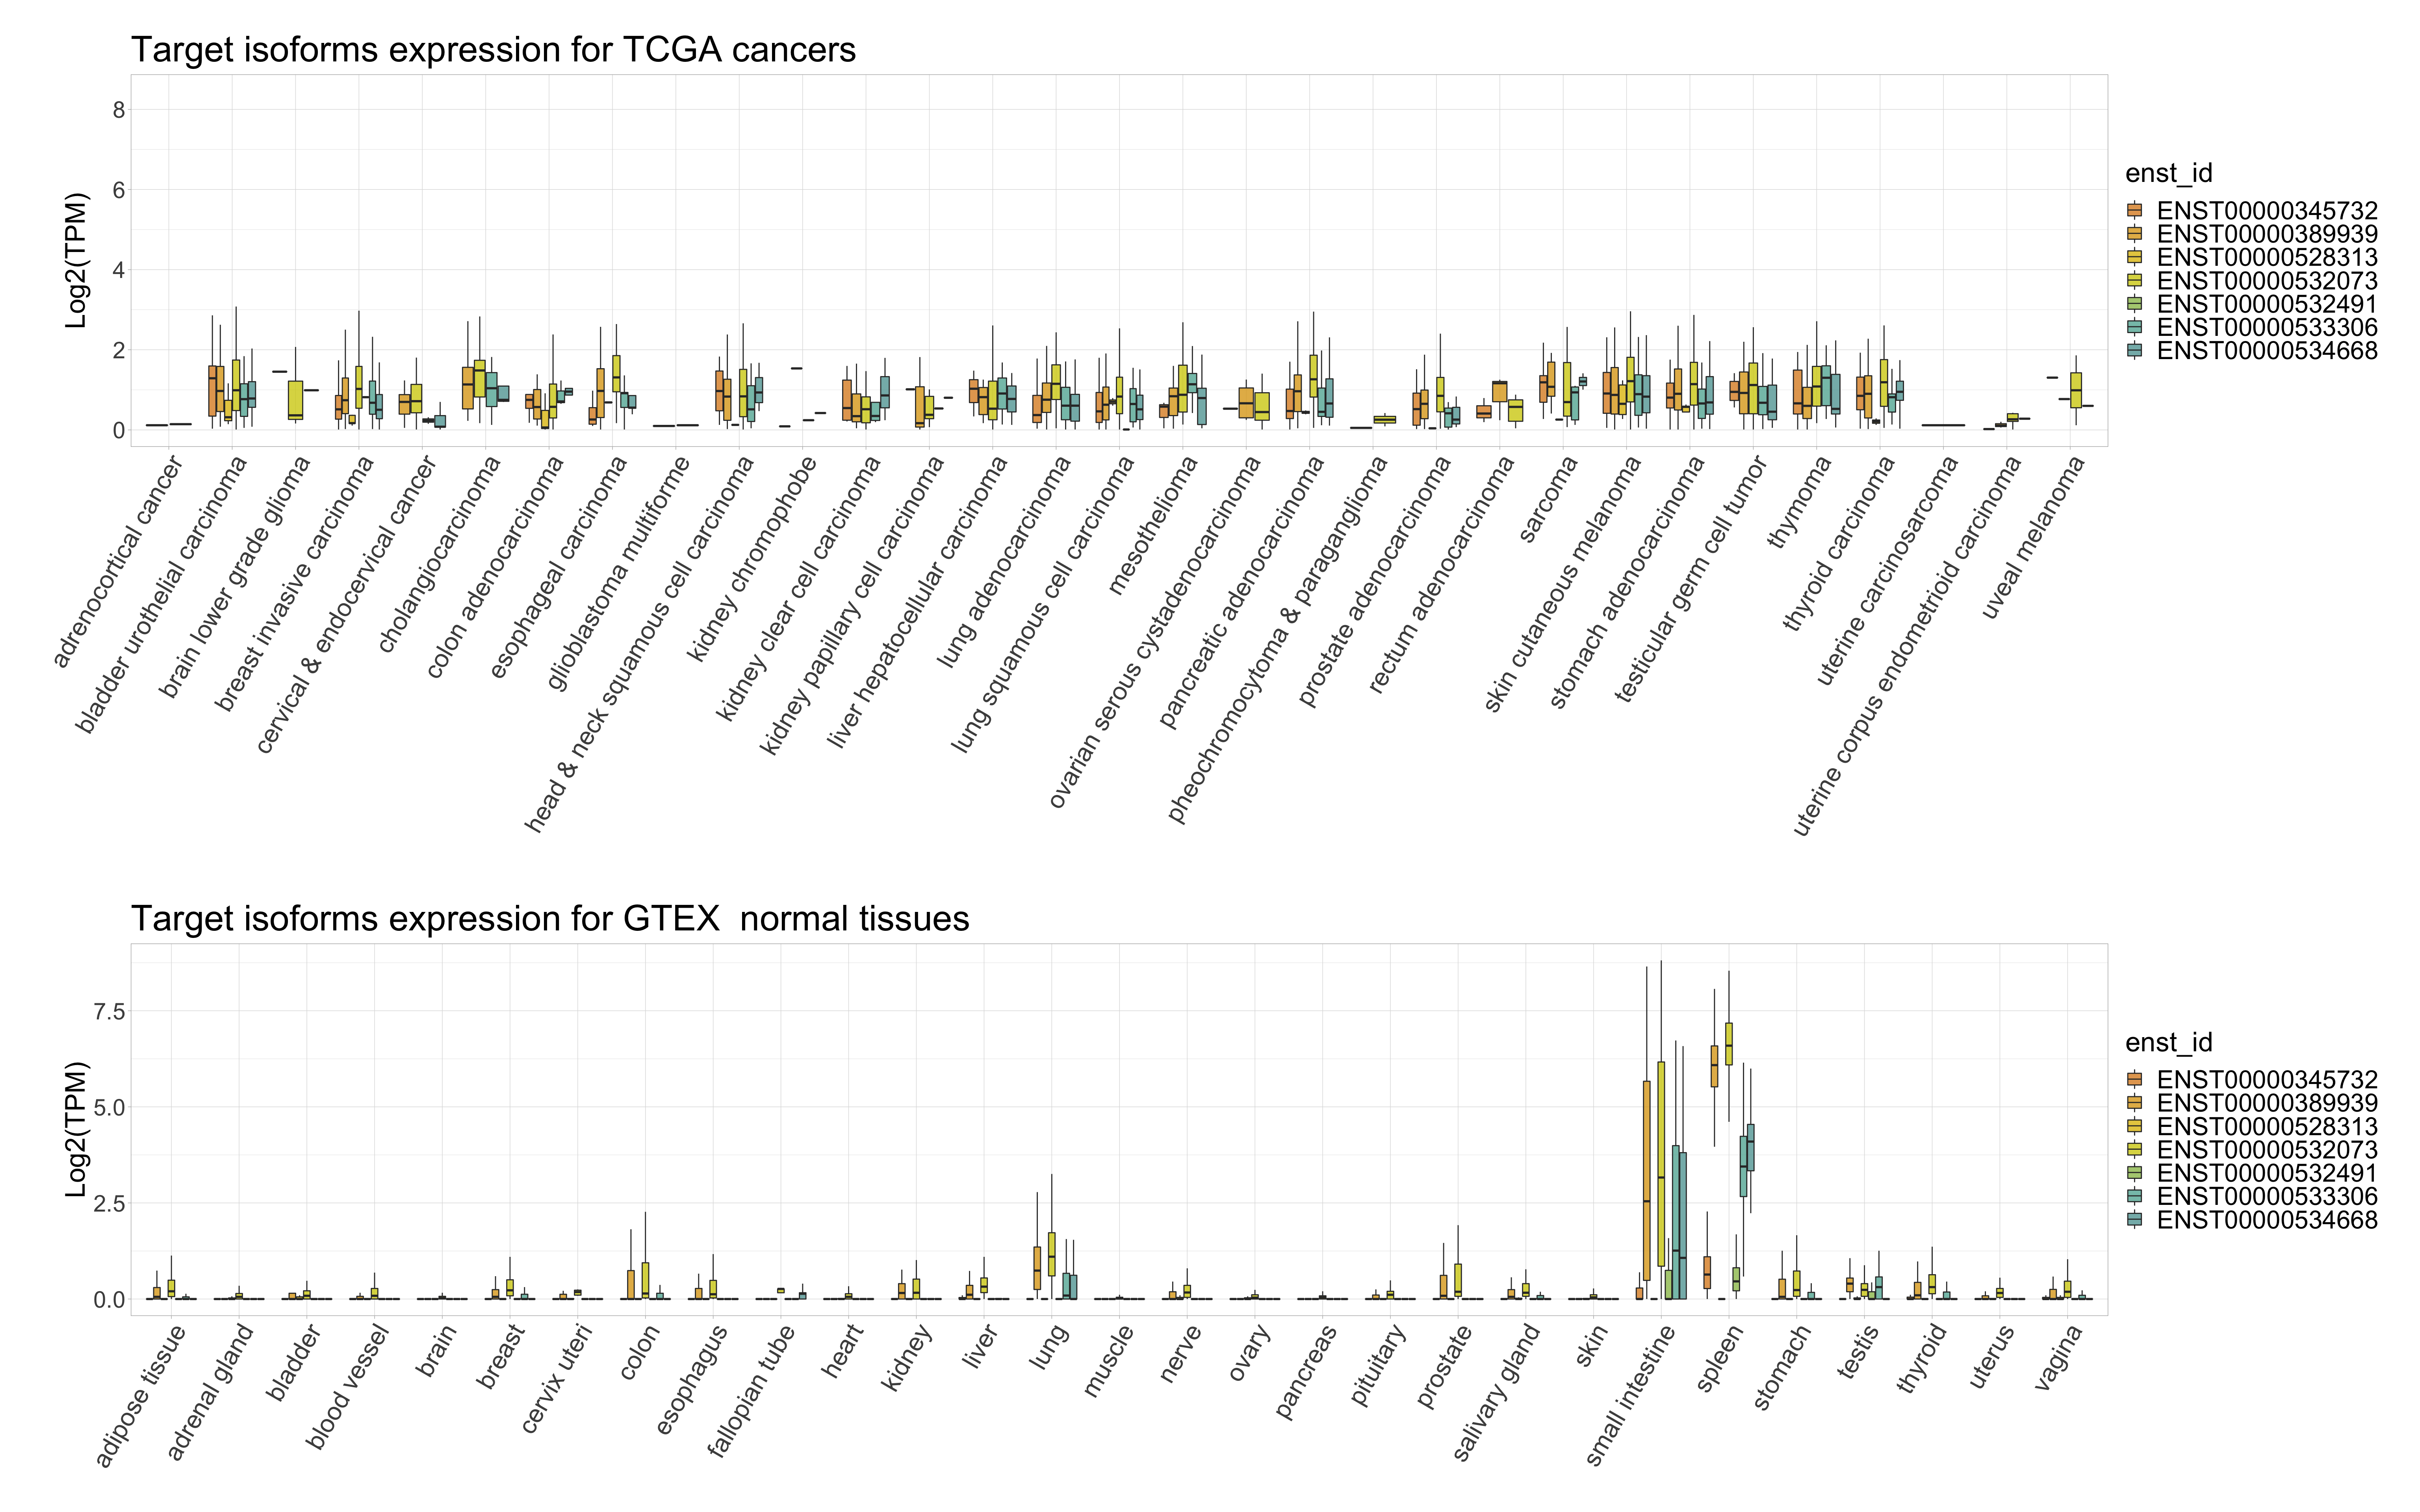 Target isoforms expression for TCGA cancers
8
6
4
2
0
Log2(TPM)
adrenocortical cancer
bladder urothelial carcinoma
brain lower grade glioma
breast invasive carcinoma
cervical & endocervical cancer
cholangiocarcinoma
colon adenocarcinoma
esophageal carcinoma
glioblastoma multiforme
head & neck squamous cell carcinoma
kidney chromophobe
kidney clear cell carcinoma
kidney papillary cell carcinoma
liver hepatocellular carcinoma
lung adenocarcinoma
lung squamous cell carcinoma
mesothelioma
ovarian serous cystadenocarcinoma
pancreatic adenocarcinoma
pheochromocytoma & paraganglioma
prostate adenocarcinoma
rectum adenocarcinoma
sarcoma
skin cutaneous melanoma
stomach adenocarcinoma
testicular germ cell tumor
thymoma
thyroid carcinoma
uterine carcinosarcoma
uterine corpus endometrioid carcinoma
uveal melanoma
enst_id
ENST00000345732
ENST00000389939
ENST00000528313
ENST00000532073
ENST00000532491
ENST00000533306
ENST00000534668
Target isoforms expression for GTEX  normal tissues
7.5
5.0
2.5
0.0
Log2(TPM)
adipose tissue
adrenal gland
bladder
blood vessel
brain
breast
cervix uteri
colon
esophagus
fallopian tube
heart
kidney
liver
lung
muscle
nerve
ovary
pancreas
pituitary
prostate
salivary gland
skin
small intestine
spleen
stomach
testis
thyroid
uterus
vagina
enst_id
ENST00000345732
ENST00000389939
ENST00000528313
ENST00000532073
ENST00000532491
ENST00000533306
ENST00000534668